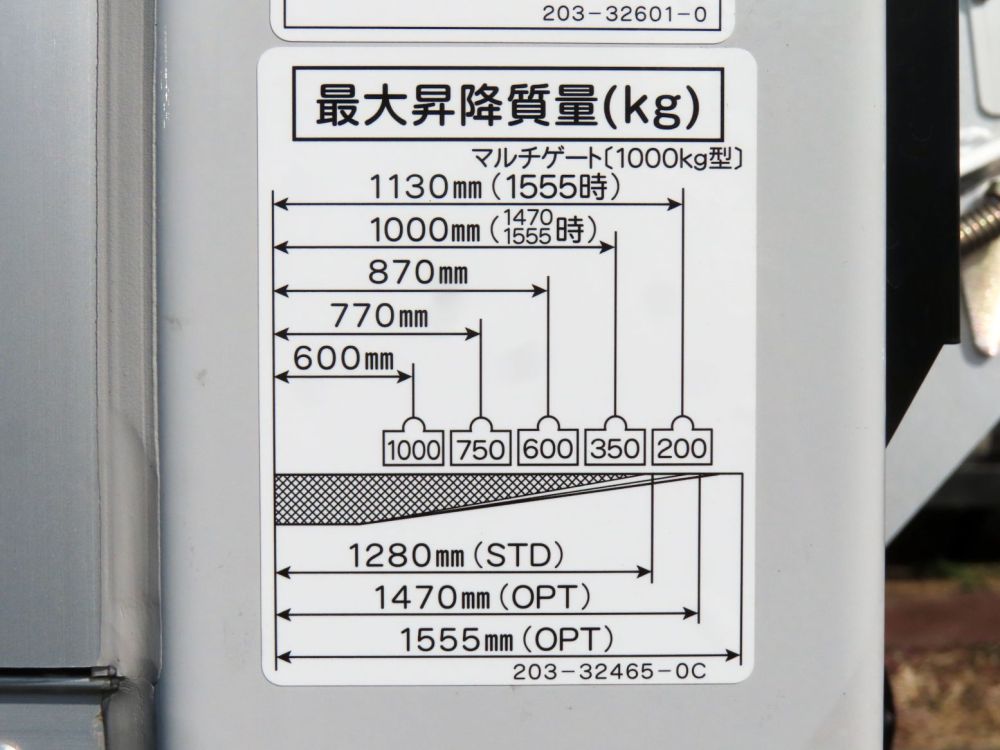 203-32601-0
最大昇降質量(kg)
マルチゲート〔1000kg型〕
1130㎜(1555時)
1000㎜(1470 1555時)
870㎜
770㎜
600㎜
1000 750 600 350 200
1280㎜(STD)
1470㎜(OPT)
1555㎜(OPT)
203-32465-0C